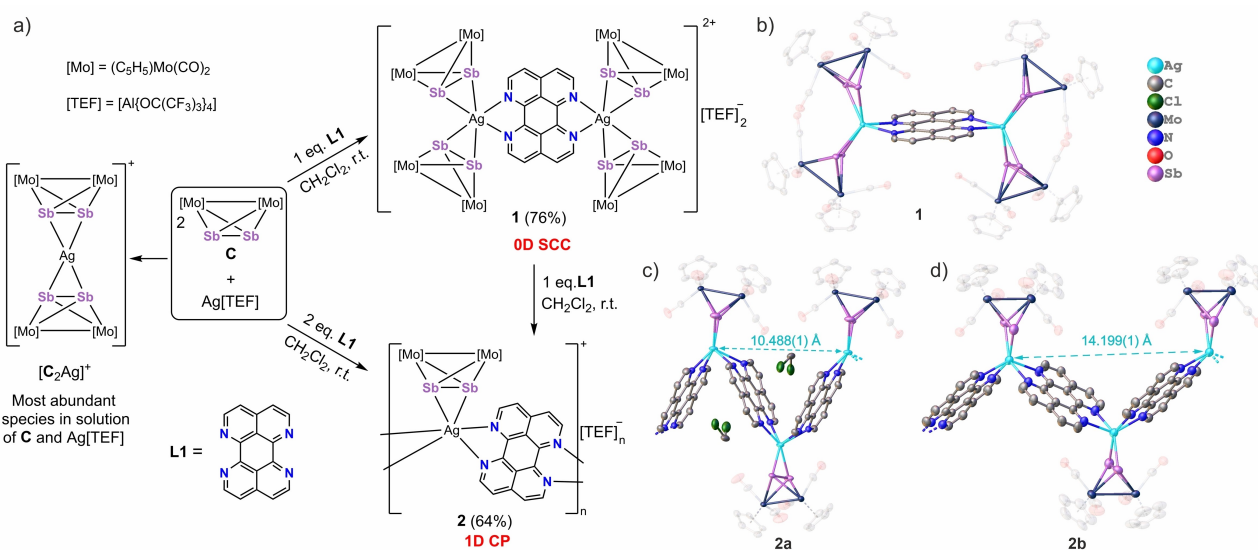 a)
[Mo] = (C5H5)Mo(CO)2
[TEF] = [Al{OC(CF3)3}4]
[Mo] [Mo]
Sb Sb
Ag
Sb Sb
[Mo] [Mo]
+
[C2Ag]+
Most abundant
species in solution
of C and Ag[TEF]
2
[Mo] [Mo]
Sb Sb
C
+
Ag[TEF]
1 eq. L1
CH2Cl2, r.t.
2 eq. L1
CH2Cl2, r.t.
L1 =
N N
N N
[Mo] [Mo] 2+
[Mo] Sb Sb [Mo]
Sb Sb
N N
Ag Ag [TEF]2−
N N
Sb Sb Sb Sb
[Mo] [Mo]
[Mo] [Mo]
1 (76%)
0D SCC
1 eq.L1
CH2Cl2, r.t.
[Mo] [Mo] +
Sb Sb
Ag N [TEF]n−
N N
N
n
2 (64%)
1D CP
b)
1
Ag
C
Cl
Mo
N
O
Sb
c)
10.488(1) Å
2a
d)
14.199(1) Å
2b